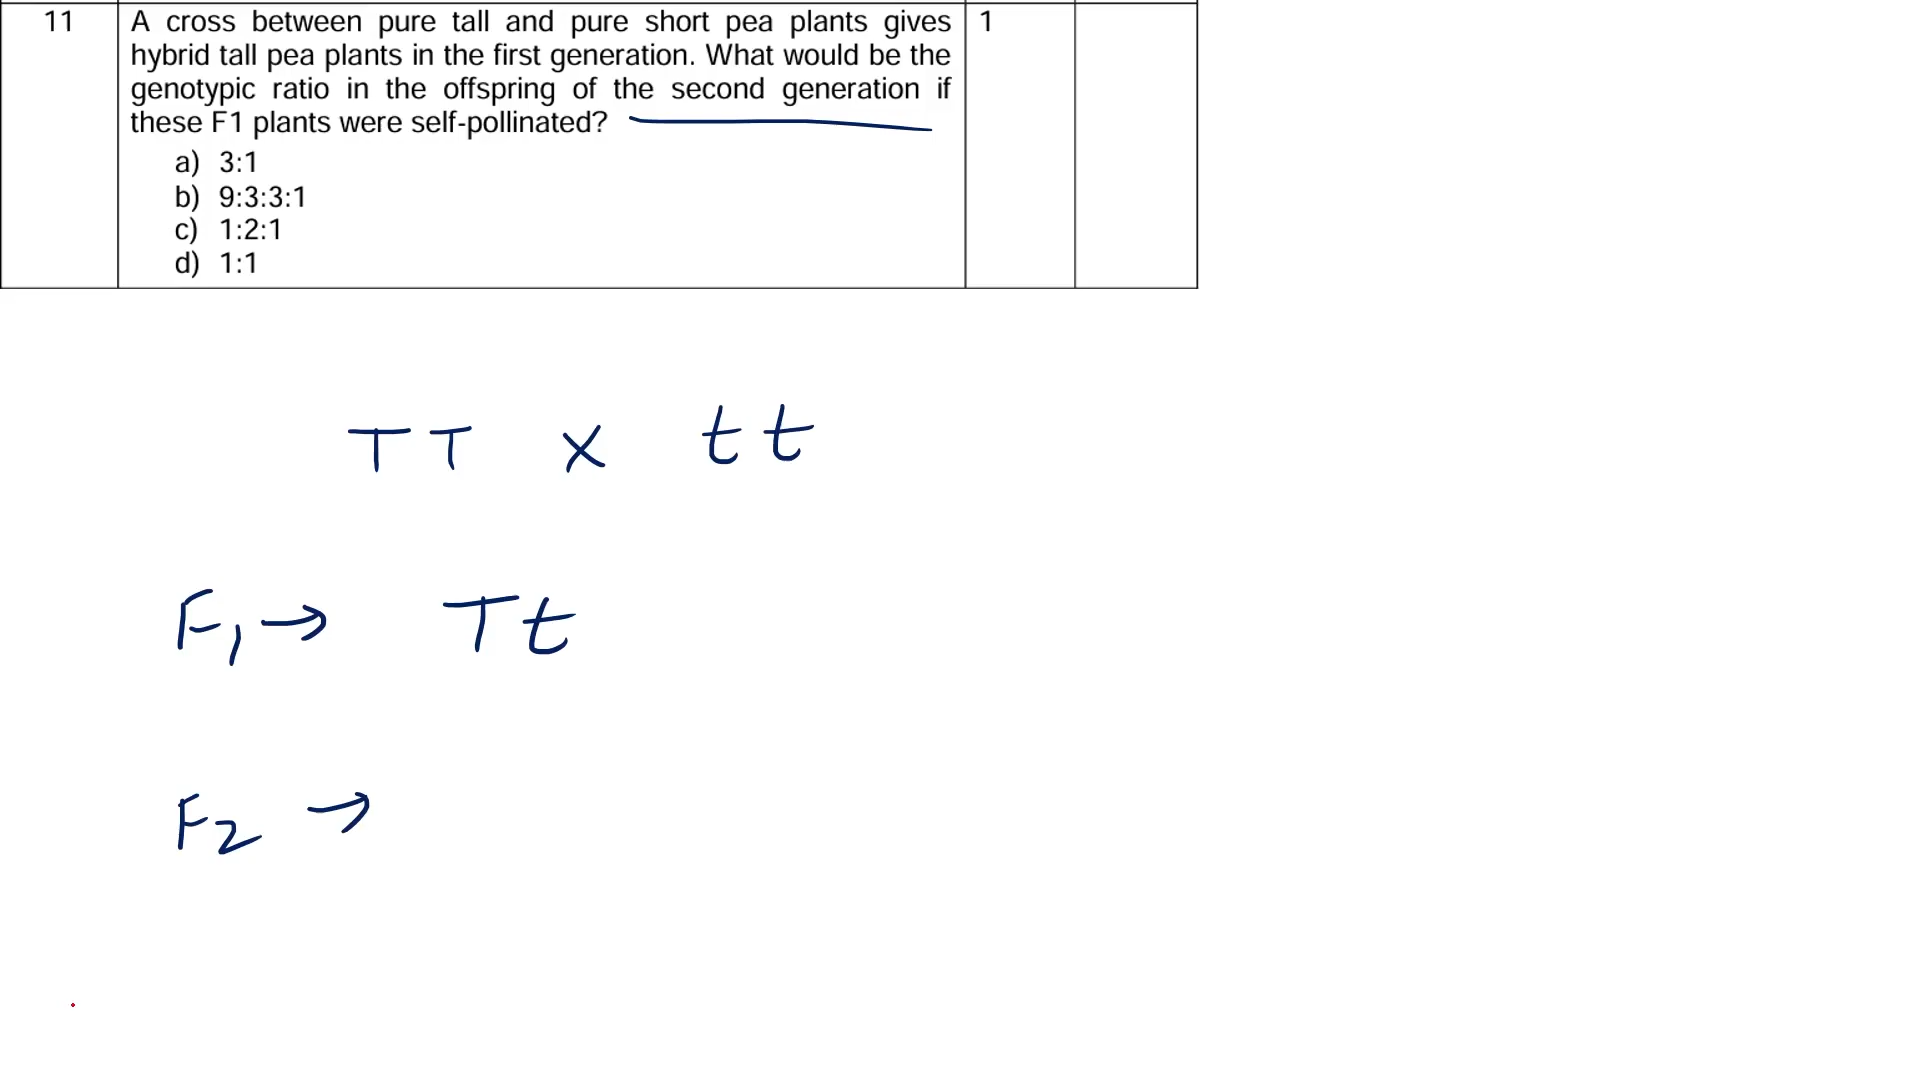 11 A cross between pure tall and pure short pea plants gives 1
hybrid tall pea plants in the first generation. What would be the
genotypic ratio in the offspring of the second generation if
these F1 plants were self-pollinated?
a) 3:1
b) 9:3:3:1
c) 1:2:1
d) 1:1
TT x tt
F1 → Tt
F2 →